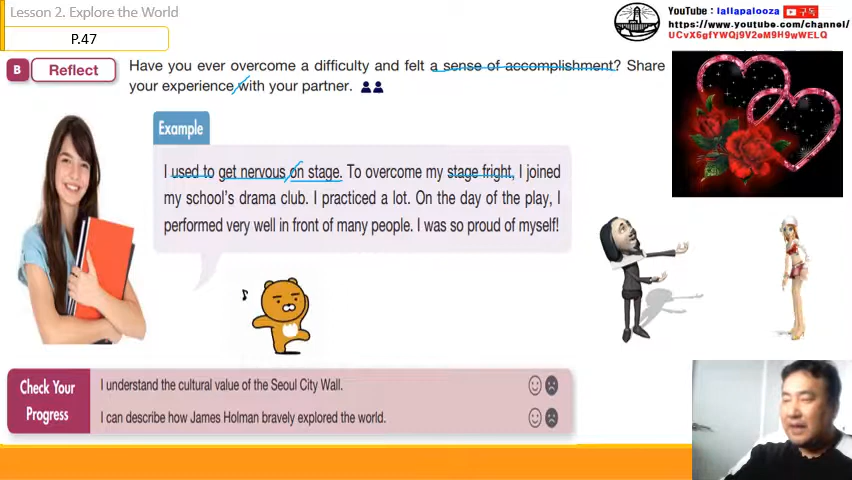 Lesson 2. Explore the World
YouTube : lallapalooza 구독
https://www.youtube.com/channel/
UCvX6gfYWQj9V2eM9H9wWELQ
P.47
B Reflect
Have you ever overcome a difficulty and felt a sense of accomplishment? Share
your experience with your partner.
Example
I used to get nervous on stage. To overcome my stage fright, I joined
my school's drama club. I practiced a lot. On the day of the play, I
performed very well in front of many people. I was so proud of myself!
Check Your
Progress
I understand the cultural value of the Seoul City Wall.
I can describe how James Holman bravely explored the world.